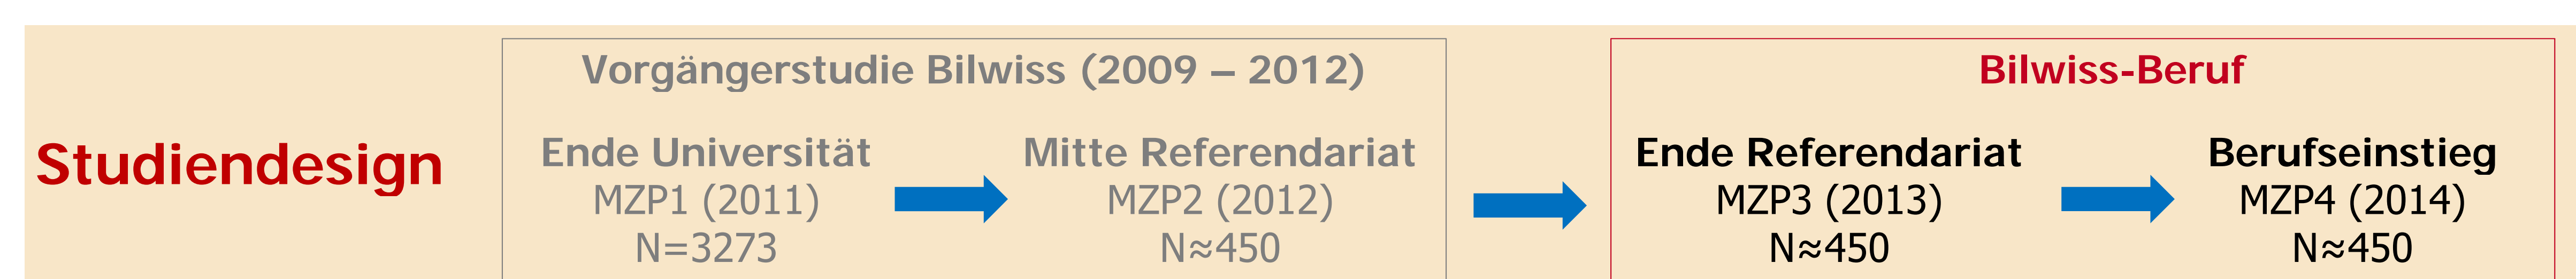 Studiendesign
Vorgängerstudie Bilwiss (2009 – 2012)
Ende Universität
MZP1 (2011)
N=3273
Mitte Referendariat
MZP2 (2012)
N≈450
Bilwiss-Beruf
Ende Referendariat
MZP3 (2013)
N≈450
Berufseinstieg
MZP4 (2014)
N≈450